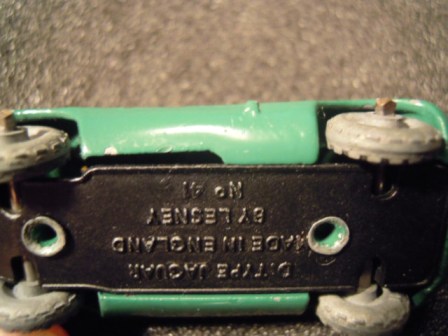 D.TYPE JAGUAR
MADE IN ENGLAND
BY LESNEY
No 41